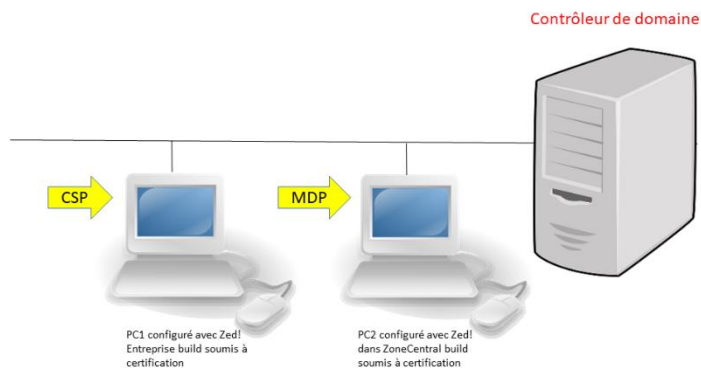 Contrôleur de domaine
CSP
MDP
PC1 configuré avec Zed!
Entreprise build soumis à
certification
PC2 configuré avec Zed!
dans ZoneCentral build
soumis à certification